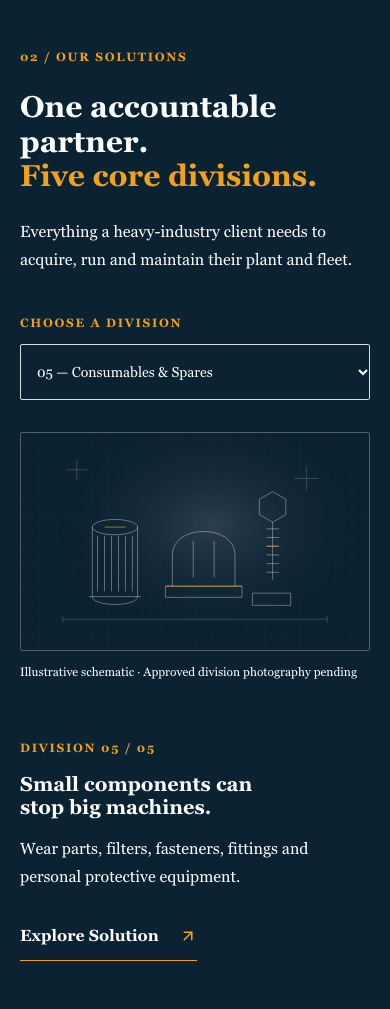 02 / OUR SOLUTIONS
One accountable
partner.
Five core divisions.
Everything a heavy-industry client needs to
acquire, run and maintain their plant and fleet.
CHOOSE A DIVISION
05 — Consumables & Spares
Illustrative schematic · Approved division photography pending
DIVISION 05 / 05
Small components can
stop big machines.
Wear parts, filters, fasteners, fittings and
personal protective equipment.
Explore Solution